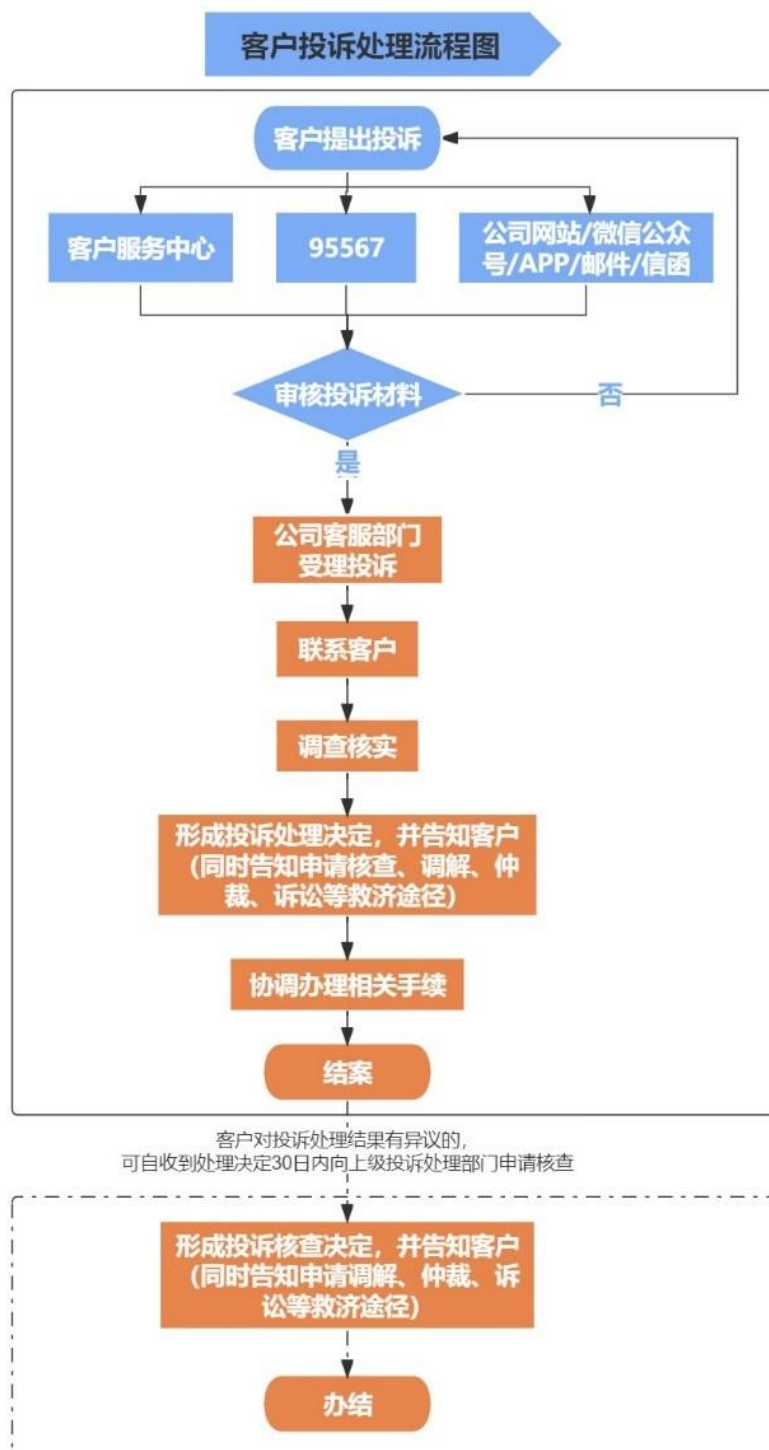 客户投诉处理流程图
客户提出投诉
客户服务中心
95567
公司网站/微信公众
号/APP/邮件/信函
审核投诉材料
否
是
公司客服部门
受理投诉
联系客户
调查核实
形成投诉处理决定，并告知客户
（同时告知申请核查、调解、仲
裁、诉讼等救济途径）
协调办理相关手续
结案
客户对投诉处理结果有异议的，
可自收到处理决定30日内向上级投诉处理部门申请核查
形成投诉核查决定，并告知客户
（同时告知申请调解、仲裁、诉
讼等救济途径）
办结